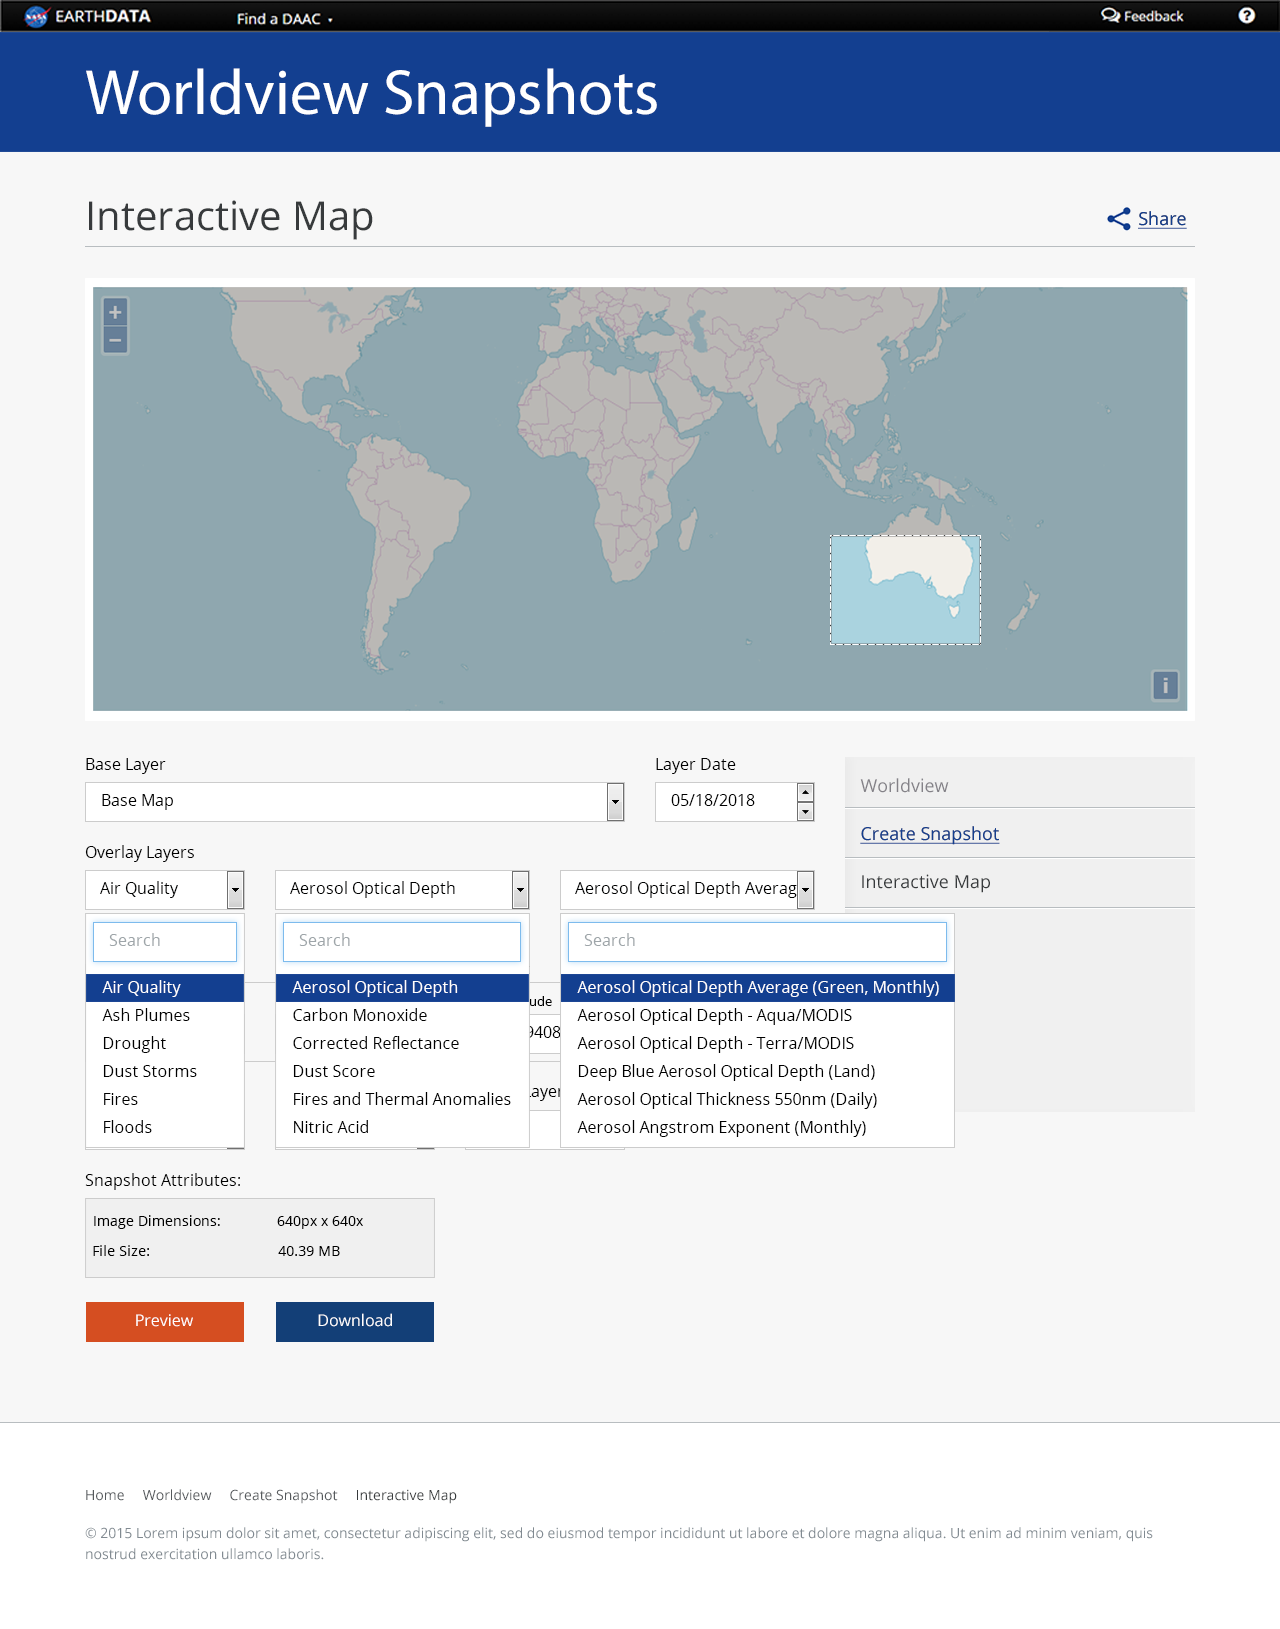 EARTHDATA Find a DAAC Feedback ?
Worldview Snapshots
Interactive Map Share
+
−
i
Base Layer Layer Date
Base Map 05/18/2018
Overlay Layers
Air Quality Aerosol Optical Depth Aerosol Optical Depth Averag
Search Search Search
Air Quality Aerosol Optical Depth Aerosol Optical Depth Average (Green, Monthly)
Ash Plumes Carbon Monoxide Aerosol Optical Depth - Aqua/MODIS
Drought Corrected Reflectance Aerosol Optical Depth - Terra/MODIS
Dust Storms Dust Score Deep Blue Aerosol Optical Depth (Land)
Fires Fires and Thermal Anomalies Aerosol Optical Thickness 550nm (Daily)
Floods Nitric Acid Aerosol Angstrom Exponent (Monthly)
Worldview
Create Snapshot
Interactive Map
Snapshot Attributes:
Image Dimensions: 640px x 640x
File Size: 40.39 MB
Preview Download
Home Worldview Create Snapshot Interactive Map
© 2015 Lorem ipsum dolor sit amet, consectetur adipiscing elit, sed do eiusmod tempor incididunt ut labore et dolore magna aliqua. Ut enim ad minim veniam, quis
nostrud exercitation ullamco laboris.